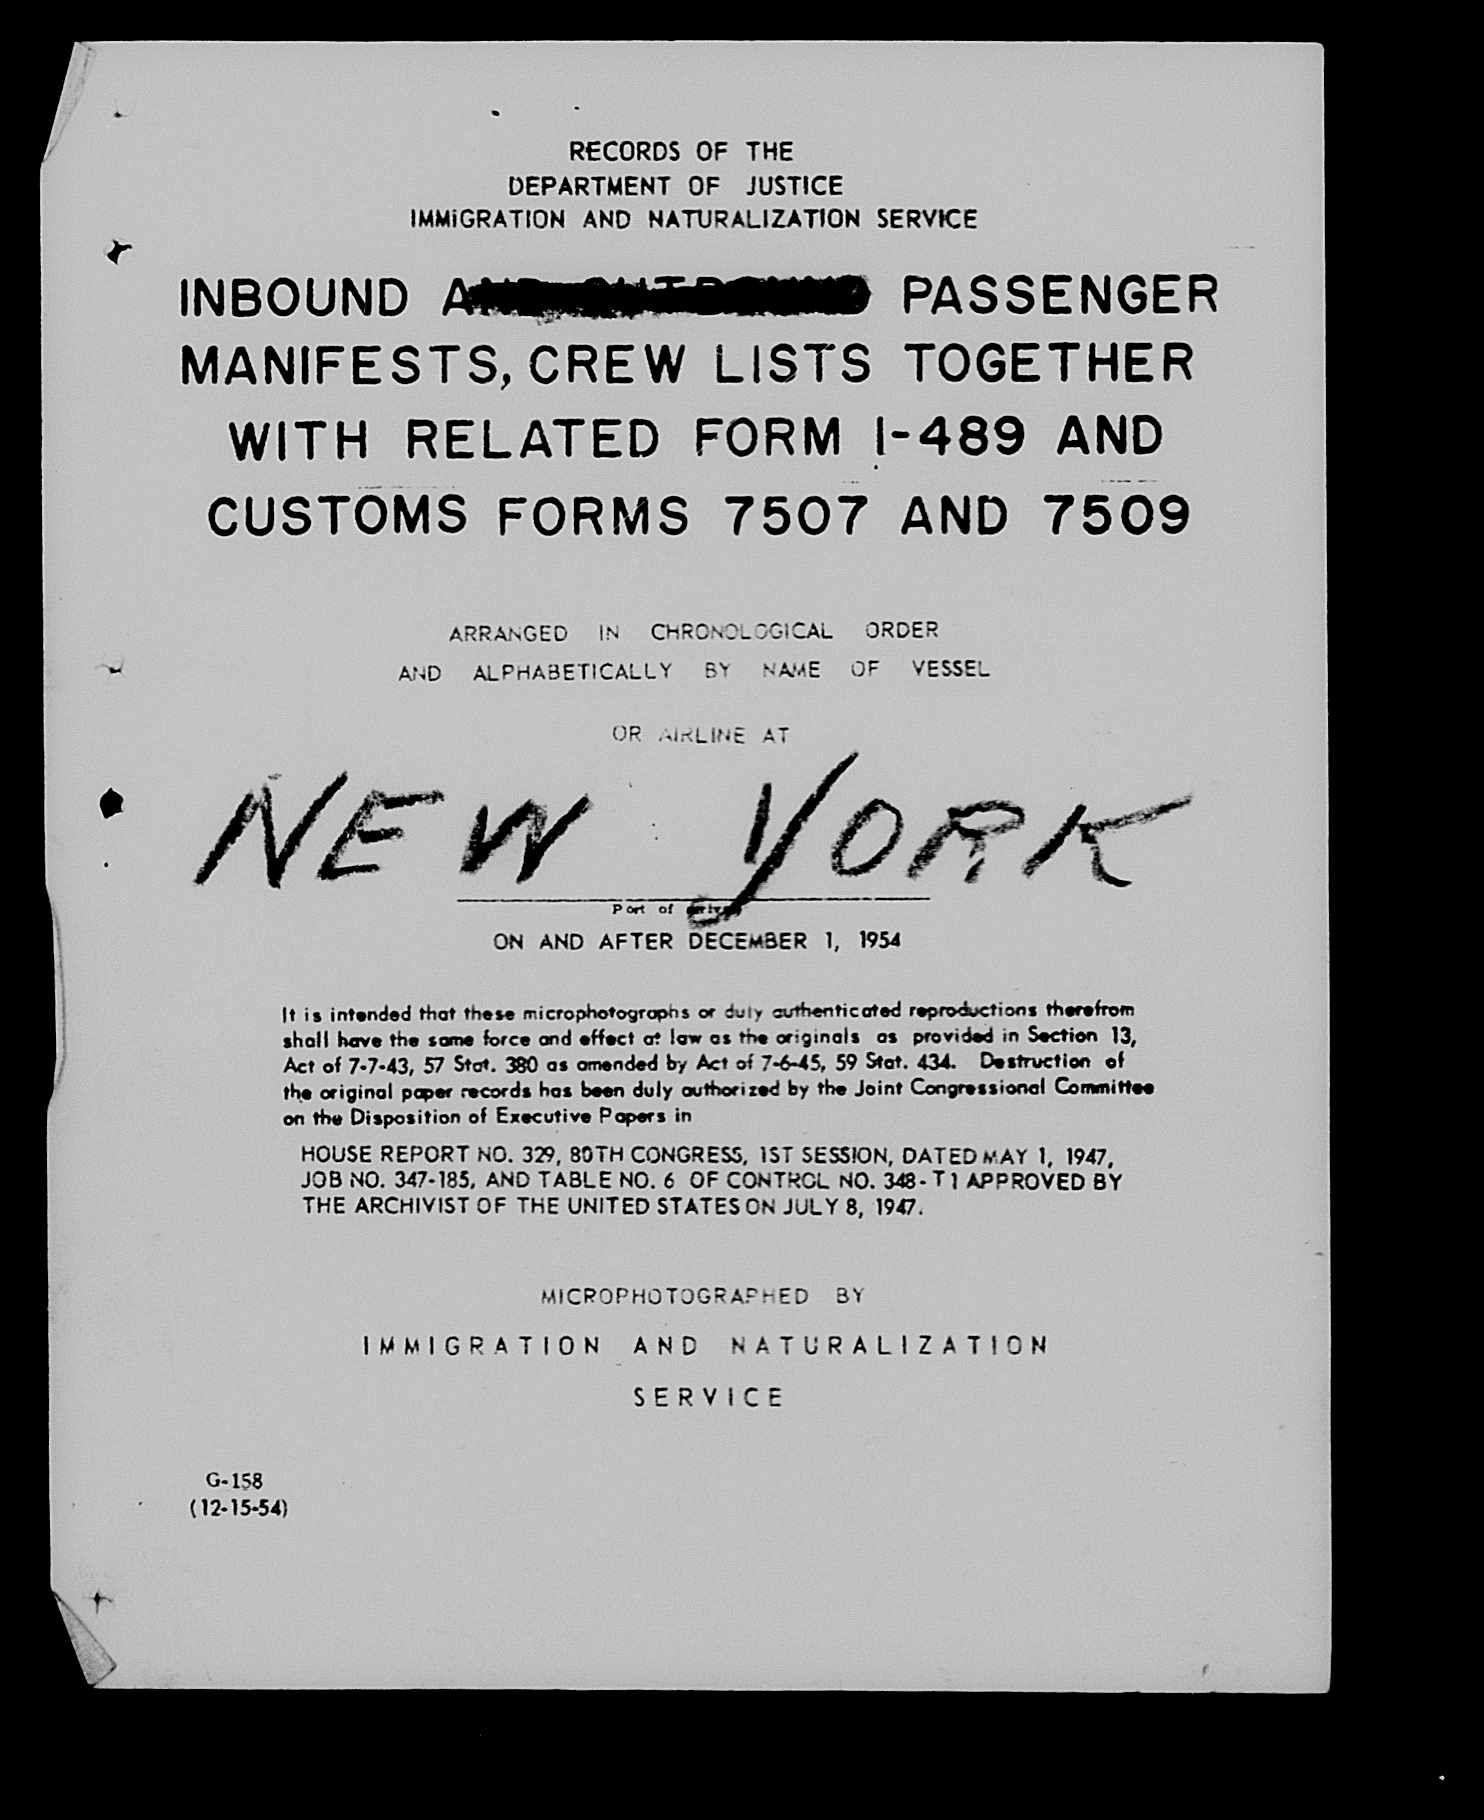 RECORDS OF THE
DEPARTMENT OF JUSTICE
IMMIGRATION AND NATURALIZATION SERVICE
INBOUND AND OUTBOUND PASSENGER
MANIFESTS, CREW LISTS TOGETHER
WITH RELATED FORM I-489 AND
CUSTOMS FORMS 7507 AND 7509
ARRANGED IN CHRONOLOGICAL ORDER
AND ALPHABETICALLY BY NAME OF VESSEL
OR AIRLINE AT
NEW YORK
Port of
ON AND AFTER DECEMBER 1, 1954
It is intended that these microphotographs or duly authenticated reproductions therefrom
shall have the same force and effect at law as the originals as provided in Section 13,
Act of 7-7-43, 57 Stat. 380 as amended by Act of 7-6-45, 59 Stat. 434. Destruction of
the original paper records has been duly authorized by the Joint Congressional Committee
on the Disposition of Executive Papers in
HOUSE REPORT NO. 329, 80TH CONGRESS, 1ST SESSION, DATED MAY 1, 1947,
JOB NO. 347-185, AND TABLE NO. 6 OF CONTROL NO. 348-T1 APPROVED BY
THE ARCHIVIST OF THE UNITED STATES ON JULY 8, 1947.
MICROPHOTOGRAPHED BY
IMMIGRATION AND NATURALIZATION
SERVICE
G-158
(12-15-54)